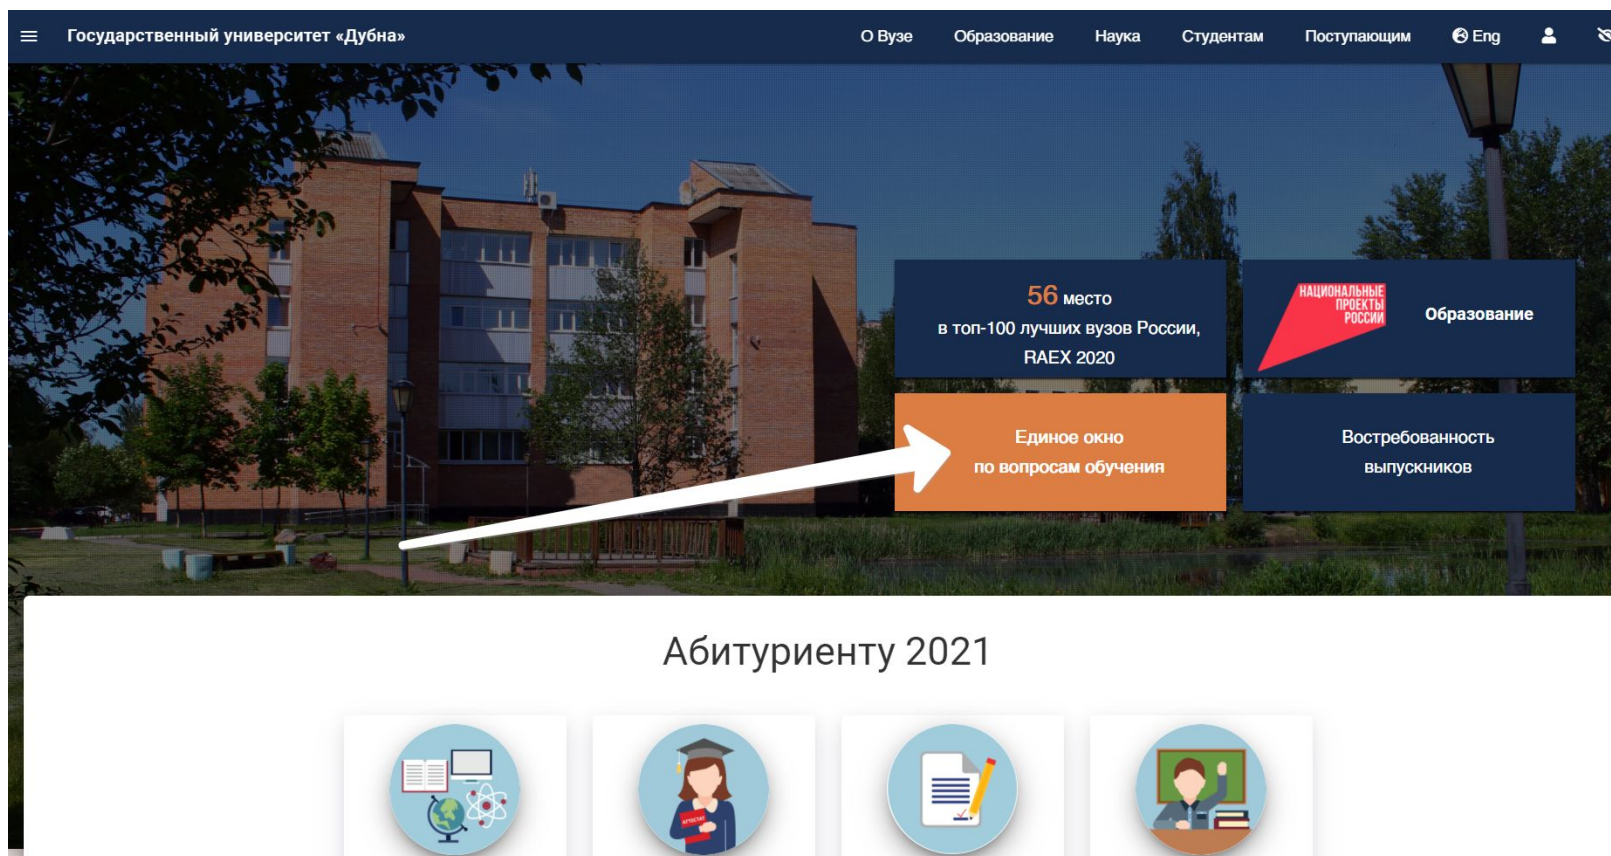 Государственный университет «Дубна»
О Вузе
Образование
Наука
Студентам
Поступающим
Eng
56 место
в топ-100 лучших вузов России,
RAEX 2020
НАЦИОНАЛЬНЫЕ
ПРОЕКТЫ
РОССИИ
Образование
Единое окно
по вопросам обучения
Востребованность
выпускников
Абитуриенту 2021
АТТЕСТАТ